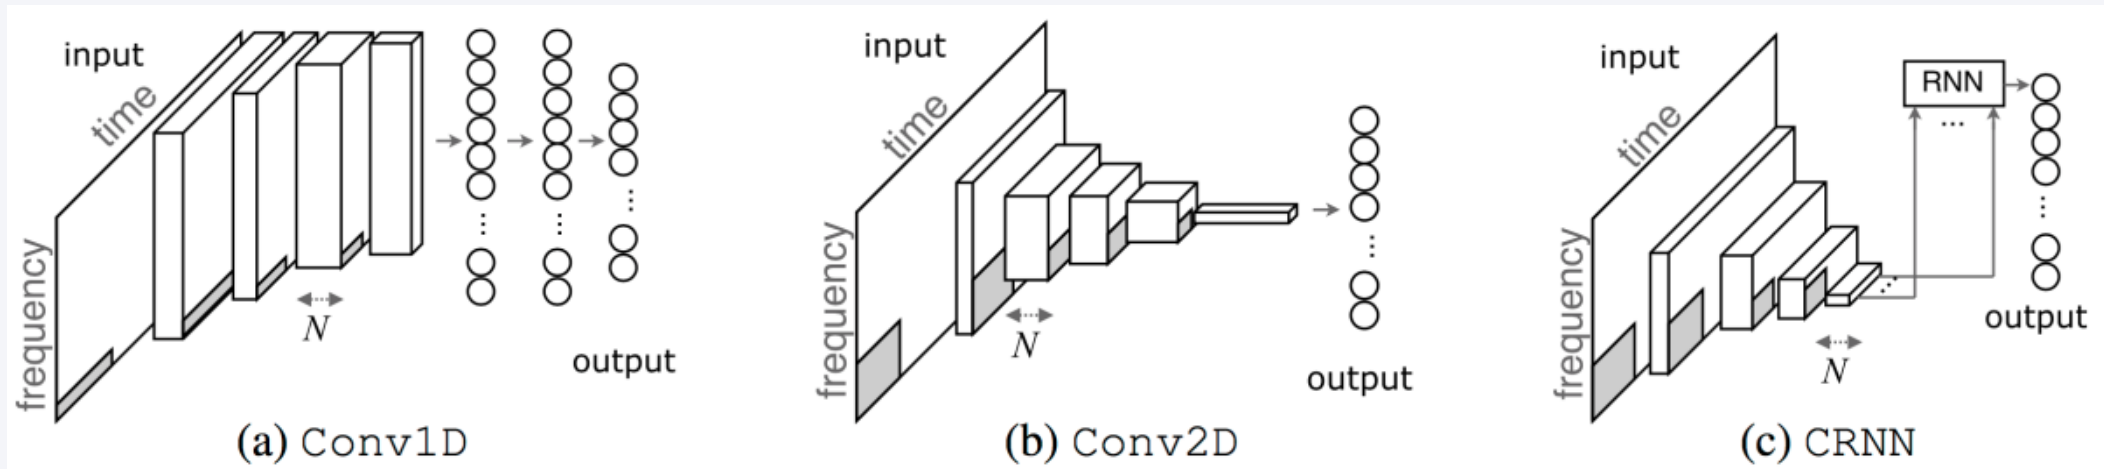 input
time
frequency
N
output
(a) Conv1D
input
time
frequency
N
output
(b) Conv2D
input
time
frequency
RNN
...
N
output
(c) CRNN